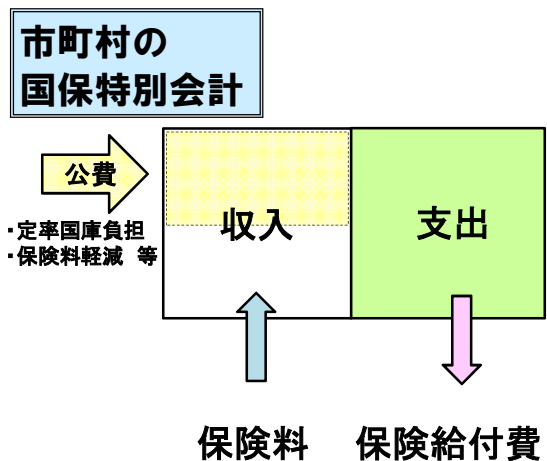 市町村の
国保特別会計
公費
・定率国庫負担
・保険料軽減 等
収入
支出
保険料
保険給付費